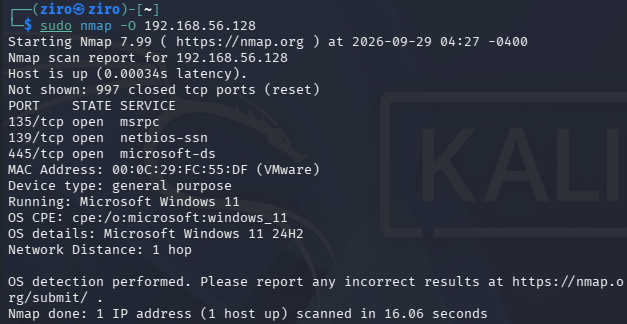 ┌──(ziro㉿ziro)-[~]
└─$ sudo nmap -O 192.168.56.128
Starting Nmap 7.99 ( https://nmap.org ) at 2026-09-29 04:27 -0400
Nmap scan report for 192.168.56.128
Host is up (0.00034s latency).
Not shown: 997 closed tcp ports (reset)
PORT    STATE SERVICE
135/tcp open  msrpc
139/tcp open  netbios-ssn
445/tcp open  microsoft-ds
MAC Address: 00:0C:29:FC:55:DF (VMware)
Device type: general purpose
Running: Microsoft Windows 11
OS CPE: cpe:/o:microsoft:windows_11
OS details: Microsoft Windows 11 24H2
Network Distance: 1 hop

OS detection performed. Please report any incorrect results at https://nmap.o
rg/submit/ .
Nmap done: 1 IP address (1 host up) scanned in 16.06 seconds
KALI